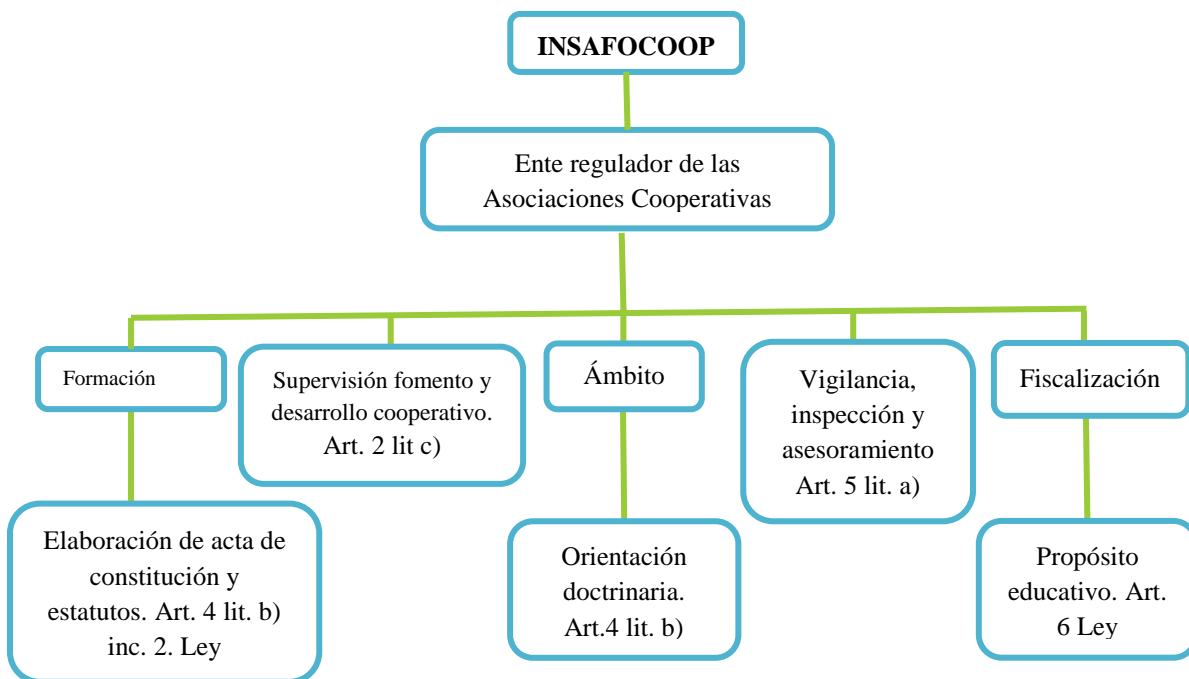 INSAFOCOOP
Ente regulador de las
Asociaciones Cooperativas
Formación
Supervisión fomento y
desarrollo cooperativo.
Art. 2 lit c)
Ámbito
Vigilancia,
inspección y
asesoramiento
Art. 5 lit. a)
Fiscalización
Elaboración de acta de
constitución y
estatutos. Art. 4 lit. b)
inc. 2. Ley
Orientación
doctrinaria.
Art.4 lit. b)
Propósito
educativo. Art.
6 Ley